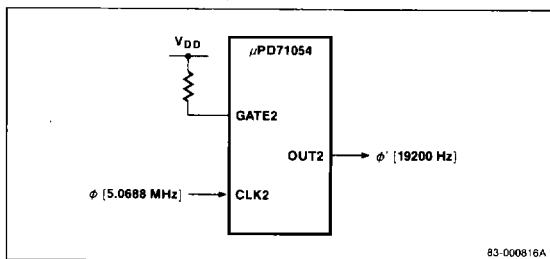 VDD
μPD71054
GATE2
OUT2
φ' [19200 Hz]
φ [5.0688 MHz]
CLK2
83-000816A